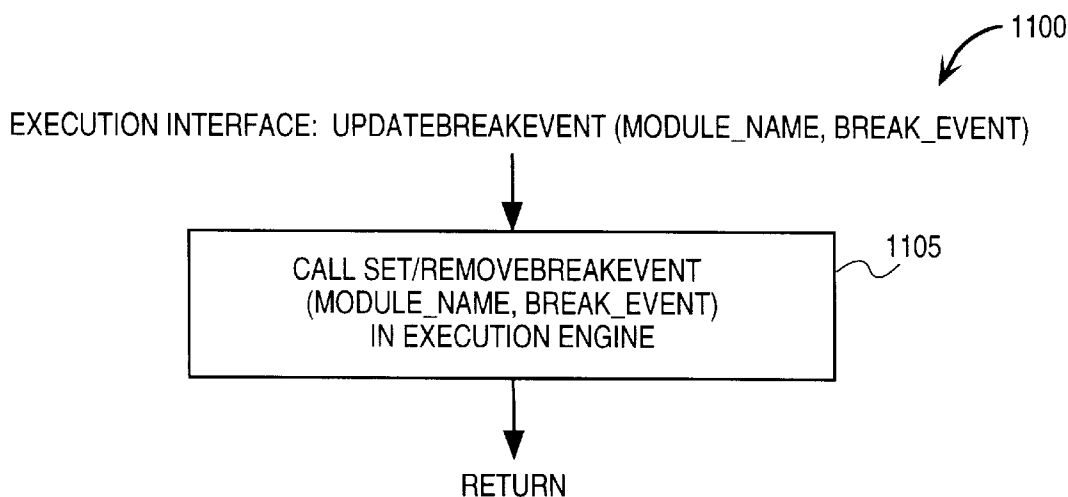 1100
EXECUTION INTERFACE: UPDATEBREAKEVENT (MODULE_NAME, BREAK_EVENT)
1105
CALL SET/REMOVEBREAKEVENT
(MODULE_NAME, BREAK_EVENT)
IN EXECUTION ENGINE
RETURN